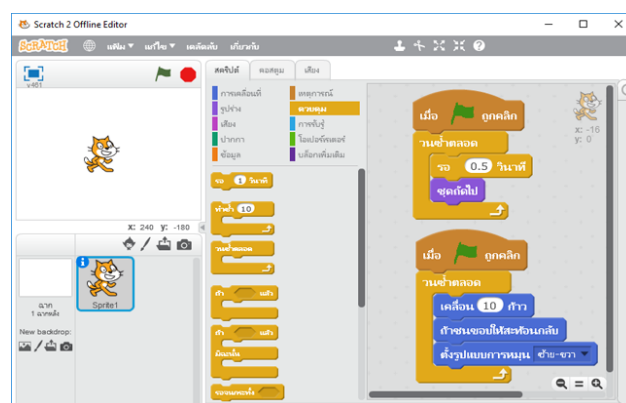 Scratch 2 Offline Editor
SCRATCH แฟ้ม แก้ไข เคล็ดลับ เกี่ยวกับ
v461
สคริปต์ คอสตูม เสียง
การเคลื่อนที่ เหตุการณ์
รูปร่าง ควบคุม
เสียง การรับรู้
ปากกา โอเปอร์เรเตอร์
ข้อมูล บล็อกเพิ่มเติม
รอ 1 วินาที
ทำซ้ำ 10
วนซ้ำตลอด
ถ้า แล้ว
ถ้า แล้ว
มิฉะนั้น
รอจนกระทั่ง
x: 240 y: -180
ฉาก
1 ฉากหลัง
New backdrop:
Sprite1
x: -16
y: 0
เมื่อ ถูกคลิก
วนซ้ำตลอด
รอ 0.5 วินาที
ชุดถัดไป
เมื่อ ถูกคลิก
วนซ้ำตลอด
เคลื่อน 10 ก้าว
ถ้าชนขอบให้สะท้อนกลับ
ตั้งรูปแบบการหมุน ซ้าย-ขวา